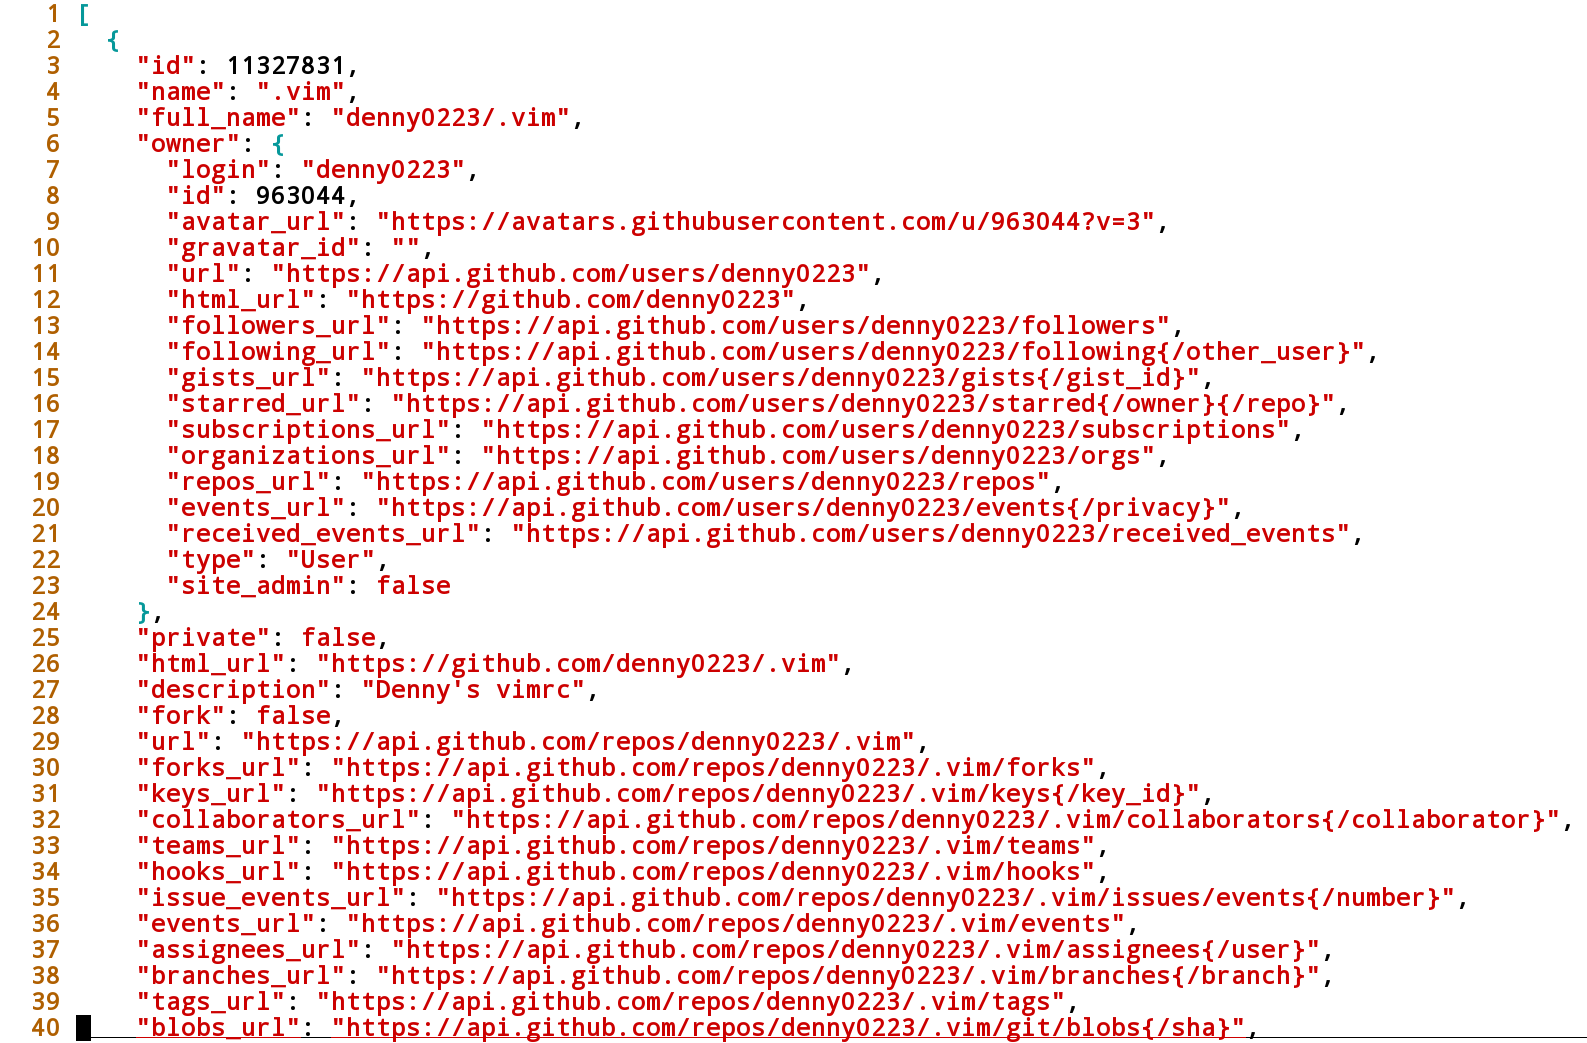 1 [
2   {
3     "id": 11327831,
4     "name": ".vim",
5     "full_name": "denny0223/.vim",
6     "owner": {
7       "login": "denny0223",
8       "id": 963044,
9       "avatar_url": "https://avatars.githubusercontent.com/u/963044?v=3",
10       "gravatar_id": "",
11       "url": "https://api.github.com/users/denny0223",
12       "html_url": "https://github.com/denny0223",
13       "followers_url": "https://api.github.com/users/denny0223/followers",
14       "following_url": "https://api.github.com/users/denny0223/following{/other_user}",
15       "gists_url": "https://api.github.com/users/denny0223/gists{/gist_id}",
16       "starred_url": "https://api.github.com/users/denny0223/starred{/owner}{/repo}",
17       "subscriptions_url": "https://api.github.com/users/denny0223/subscriptions",
18       "organizations_url": "https://api.github.com/users/denny0223/orgs",
19       "repos_url": "https://api.github.com/users/denny0223/repos",
20       "events_url": "https://api.github.com/users/denny0223/events{/privacy}",
21       "received_events_url": "https://api.github.com/users/denny0223/received_events",
22       "type": "User",
23       "site_admin": false
24     },
25     "private": false,
26     "html_url": "https://github.com/denny0223/.vim",
27     "description": "Denny's vimrc",
28     "fork": false,
29     "url": "https://api.github.com/repos/denny0223/.vim",
30     "forks_url": "https://api.github.com/repos/denny0223/.vim/forks",
31     "keys_url": "https://api.github.com/repos/denny0223/.vim/keys{/key_id}",
32     "collaborators_url": "https://api.github.com/repos/denny0223/.vim/collaborators{/collaborator}",
33     "teams_url": "https://api.github.com/repos/denny0223/.vim/teams",
34     "hooks_url": "https://api.github.com/repos/denny0223/.vim/hooks",
35     "issue_events_url": "https://api.github.com/repos/denny0223/.vim/issues/events{/number}",
36     "events_url": "https://api.github.com/repos/denny0223/.vim/events",
37     "assignees_url": "https://api.github.com/repos/denny0223/.vim/assignees{/user}",
38     "branches_url": "https://api.github.com/repos/denny0223/.vim/branches{/branch}",
39     "tags_url": "https://api.github.com/repos/denny0223/.vim/tags",
40     "blobs_url": "https://api.github.com/repos/denny0223/.vim/git/blobs{/sha}",